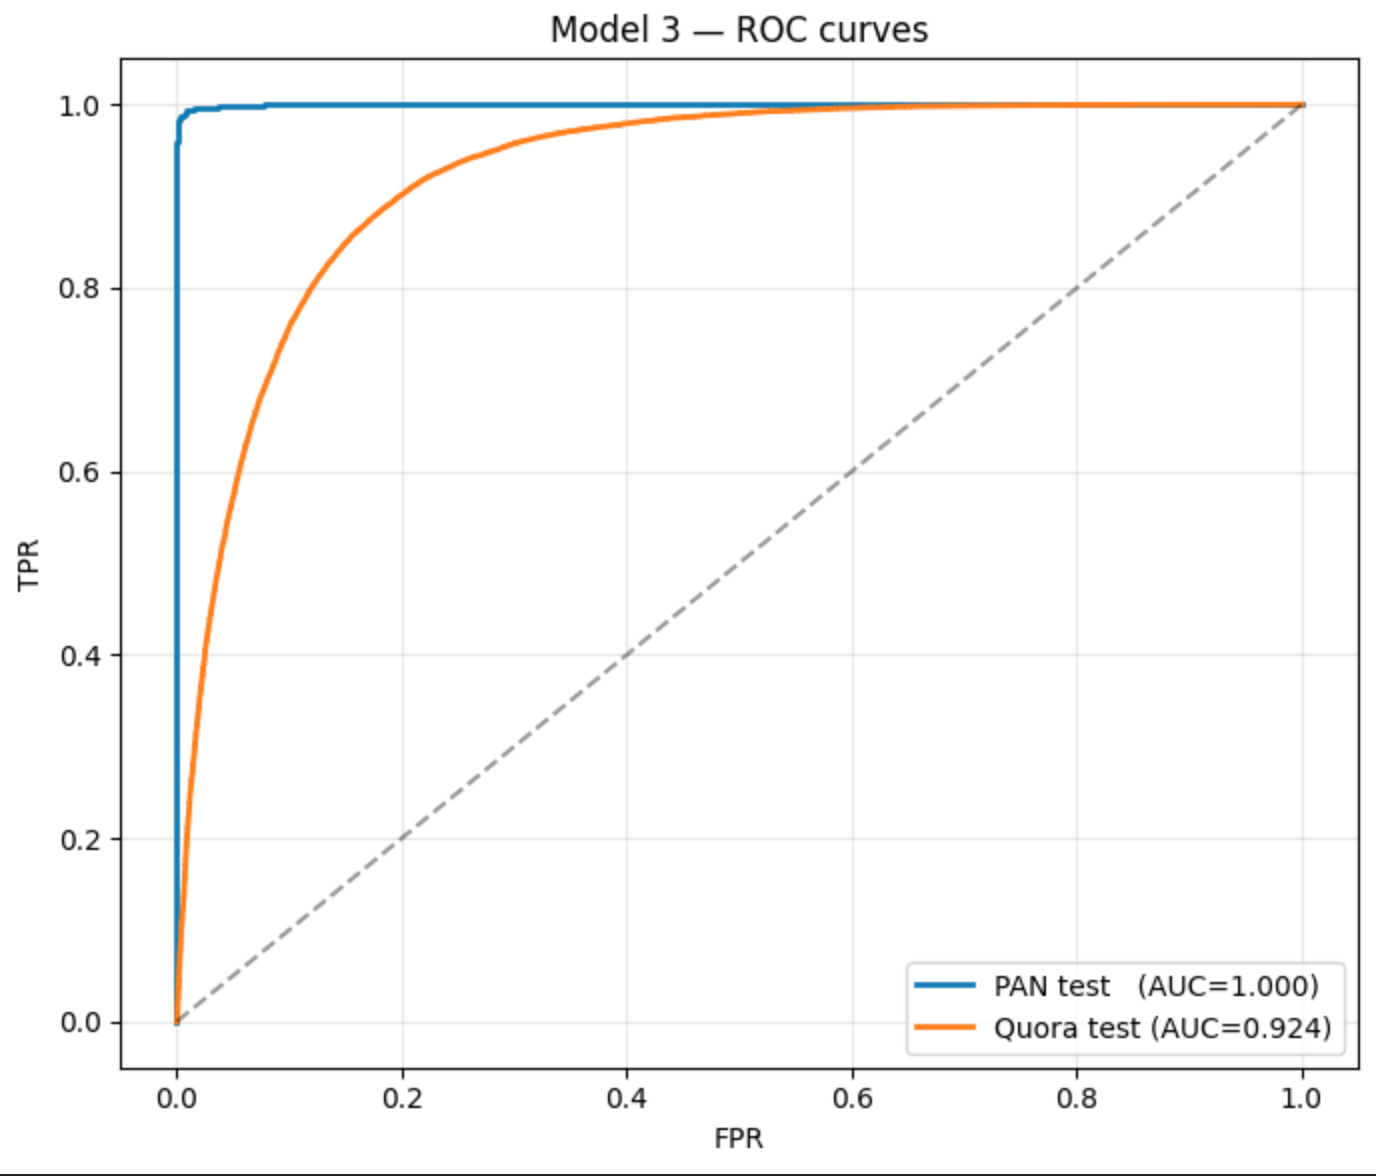 Model 3 — ROC curves
1.0
0.8
0.6
0.4
0.2
0.0
TPR
PAN test (AUC=1.000)
Quora test (AUC=0.924)
0.0 0.2 0.4 0.6 0.8 1.0
FPR